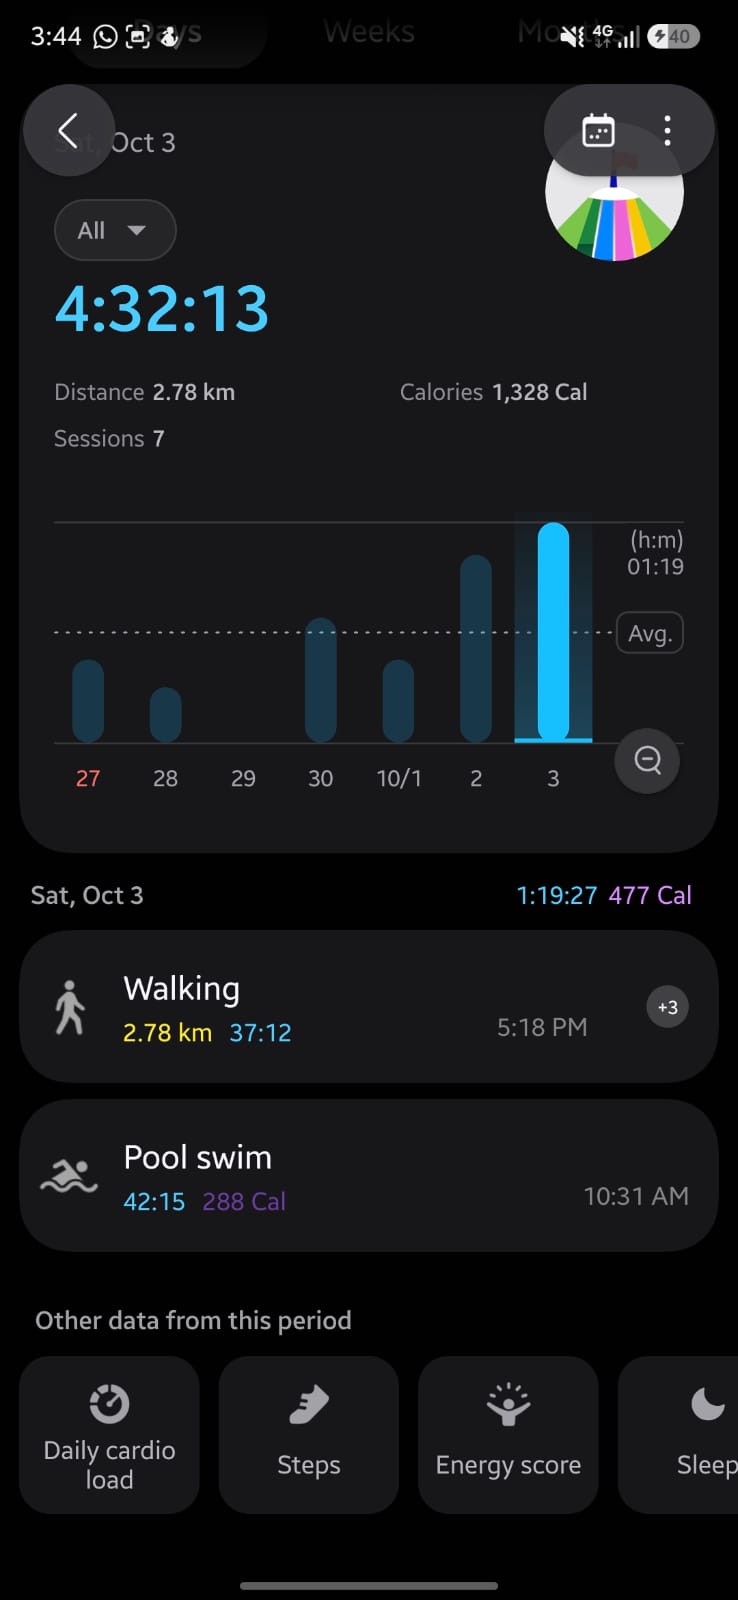 3:44 4G 40
Days Weeks Months
Sat, Oct 3
All
4:32:13
Distance 2.78 km Calories 1,328 Cal
Sessions 7
(h:m)
01:19
Avg.
27 28 29 30 10/1 2 3
Sat, Oct 3 1:19:27 477 Cal
Walking
2.78 km 37:12 5:18 PM +3
Pool swim
42:15 288 Cal 10:31 AM
Other data from this period
Daily cardio load
Steps
Energy score
Sleep